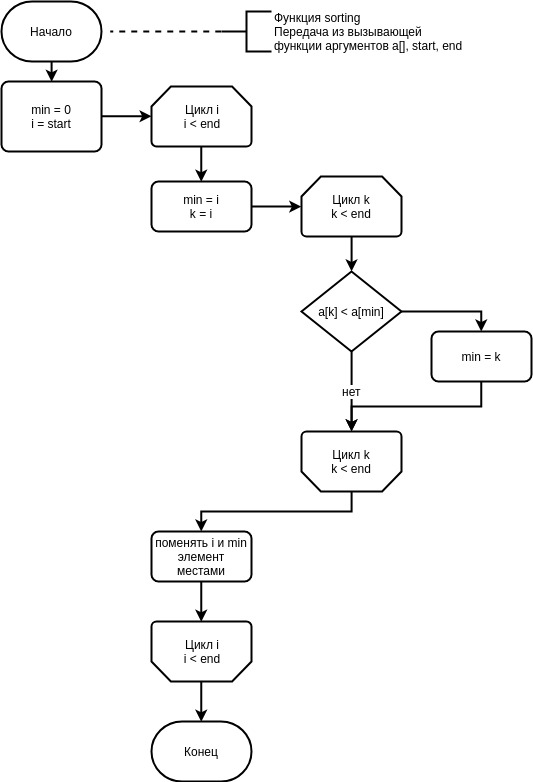 Начало
Функция sorting
Передача из вызывающей
функции аргументов a[], start, end
min = 0
i = start
Цикл i
i < end
min = i
k = i
Цикл k
k < end
a[k] < a[min]
min = k
нет
Цикл k
k < end
поменять i и min
элемент
местами
Цикл i
i < end
Конец